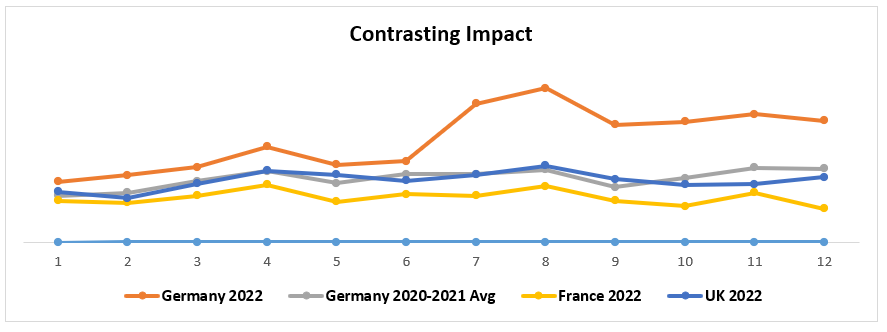 Contrasting Impact
1 2 3 4 5 6 7 8 9 10 11 12
Germany 2022 Germany 2020-2021 Avg France 2022 UK 2022